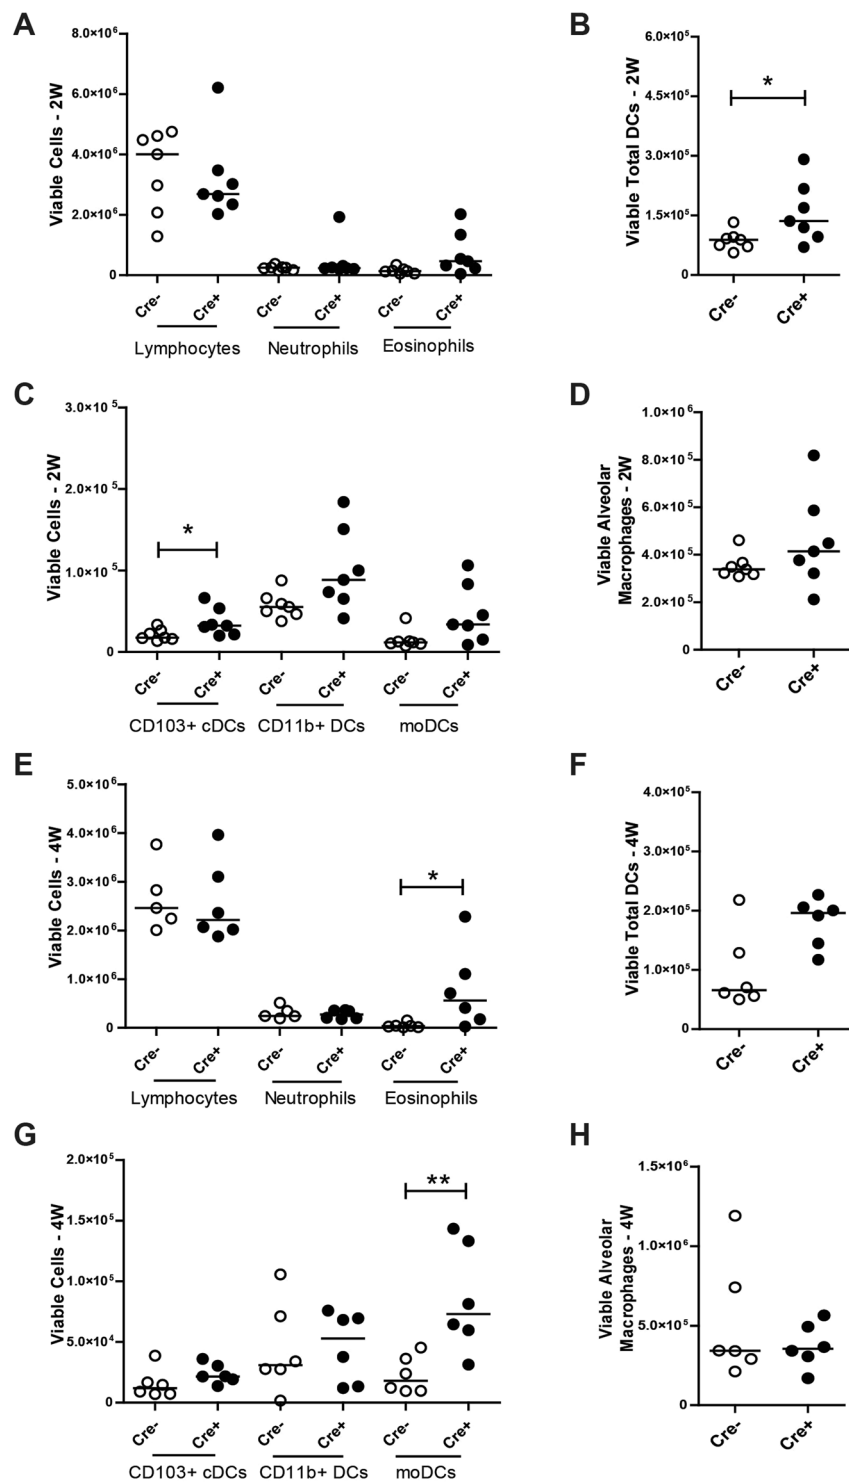 A
Viable Cells - 2W
8.0×10⁶
6.0×10⁶
4.0×10⁶
2.0×10⁶
0
Cre- Cre+ Cre- Cre+ Cre- Cre+
Lymphocytes Neutrophils Eosinophils
B
Viable Total DCs - 2W
6.0×10⁵
4.5×10⁵
3.0×10⁵
1.5×10⁵
0
*
Cre- Cre+
C
Viable Cells - 2W
3.0×10⁵
2.0×10⁵
1.0×10⁵
0
*
Cre- Cre+ Cre- Cre+ Cre- Cre+
CD103+ cDCs CD11b+ DCs moDCs
D
Viable Alveolar
Macrophages - 2W
1.0×10⁶
8.0×10⁵
6.0×10⁵
4.0×10⁵
2.0×10⁵
0
Cre- Cre+
E
Viable Cells - 4W
5.0×10⁶
4.0×10⁶
3.0×10⁶
2.0×10⁶
1.0×10⁶
0
*
Cre- Cre+ Cre- Cre+ Cre- Cre+
Lymphocytes Neutrophils Eosinophils
F
Viable Total DCs - 4W
4.0×10⁵
3.0×10⁵
2.0×10⁵
1.0×10⁵
0
Cre- Cre+
G
Viable Cells - 4W
2.0×10⁵
1.5×10⁵
1.0×10⁵
5.0×10⁴
0
**
Cre- Cre+ Cre- Cre+ Cre- Cre+
CD103+ cDCs CD11b+ DCs moDCs
H
Viable Alveolar
Macrophages - 4W
1.5×10⁶
1.0×10⁶
5.0×10⁵
0
Cre- Cre+